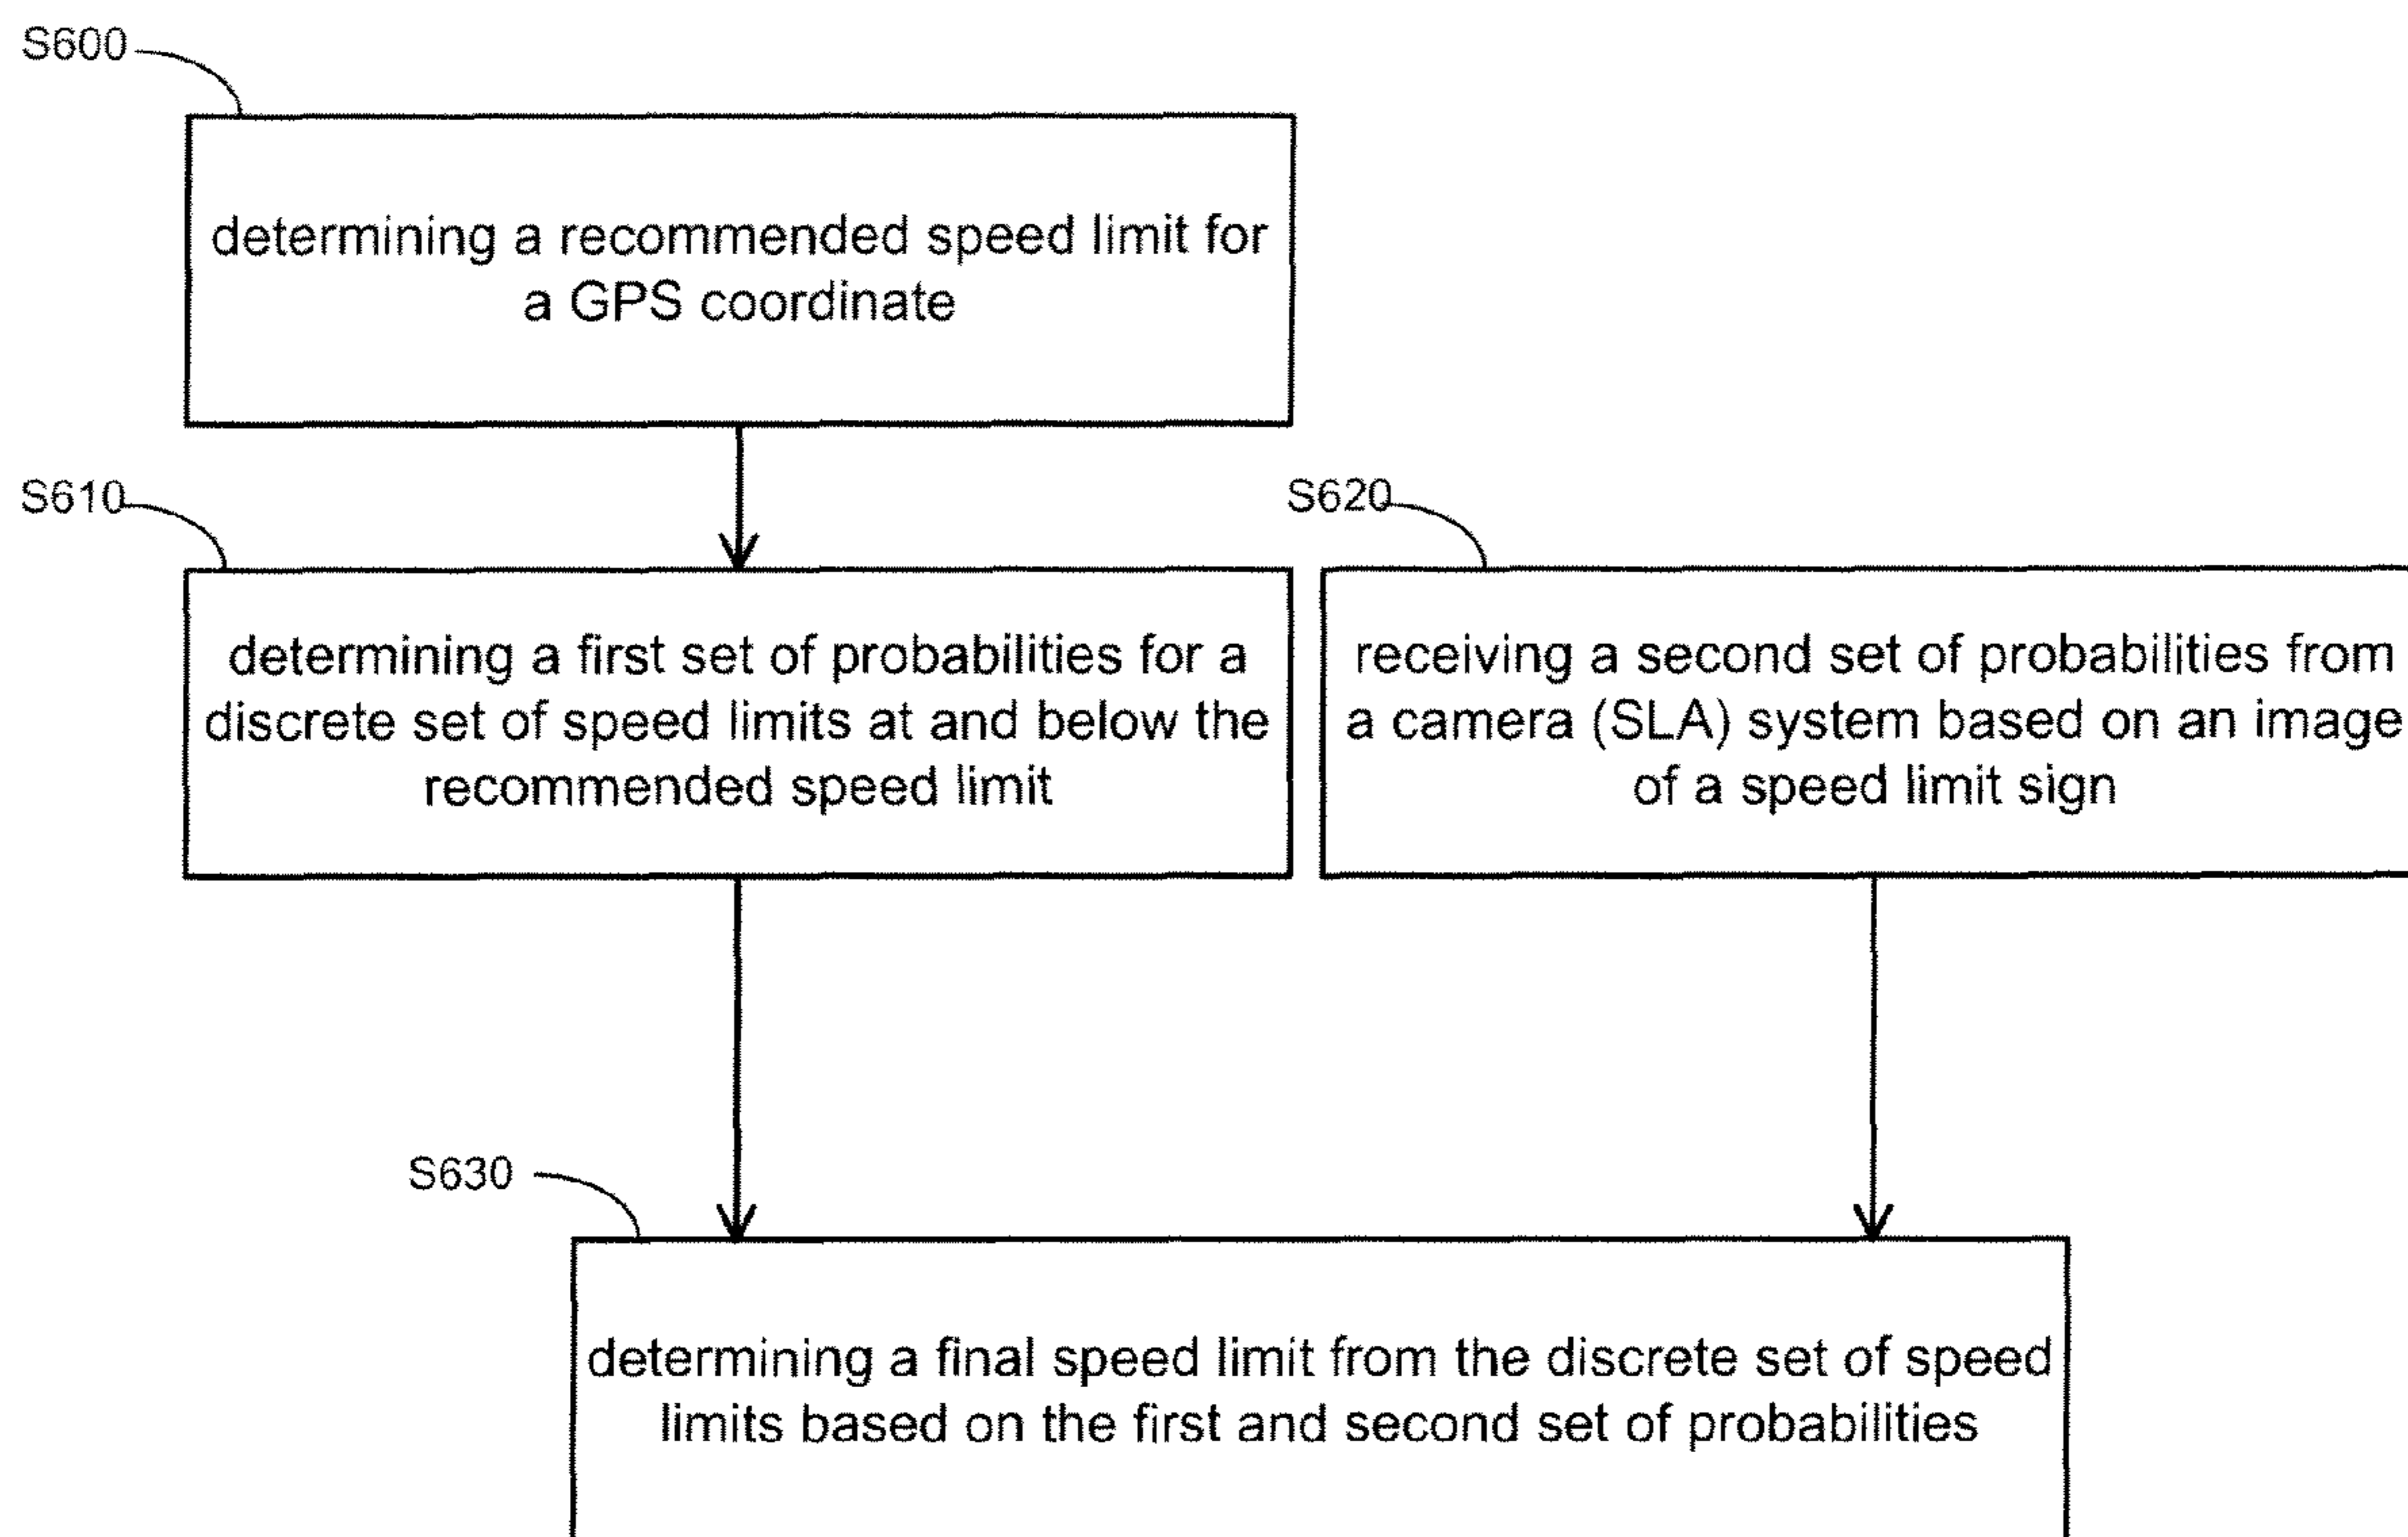 S600
determining a recommended speed limit for
a GPS coordinate
S610
determining a first set of probabilities for a
discrete set of speed limits at and below the
recommended speed limit
S620
receiving a second set of probabilities from
a camera (SLA) system based on an image
of a speed limit sign
S630
determining a final speed limit from the discrete set of speed
limits based on the first and second set of probabilities